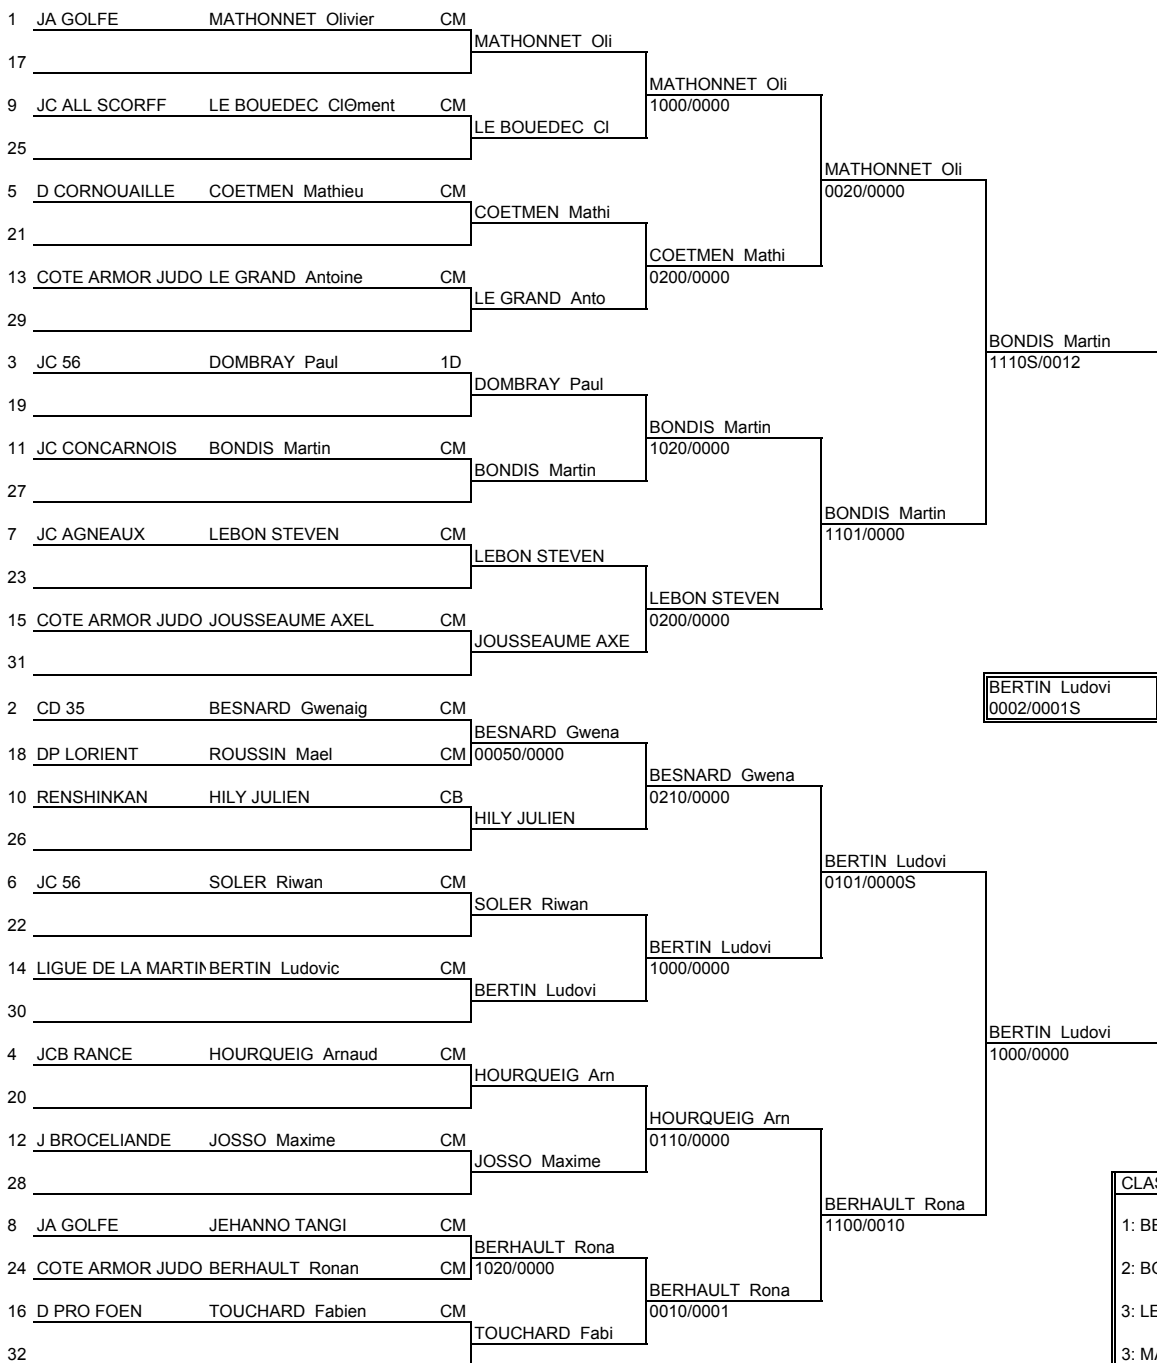 1 JA GOLFE MATHONNET Olivier CM
MATHONNET Oli
17
MATHONNET Oli
9 JC ALL SCORFF LE BOUEDEC ClΘment CM 1000/0000
LE BOUEDEC Cl
25
MATHONNET Oli
5 D CORNOUAILLE COETMEN Mathieu CM 0020/0000
COETMEN Mathi
21
COETMEN Mathi
13 COTE ARMOR JUDO LE GRAND Antoine CM 0200/0000
LE GRAND Anto
29
BONDIS Martin
3 JC 56 DOMBRAY Paul 1D 1110S/0012
DOMBRAY Paul
19
BONDIS Martin
11 JC CONCARNOIS BONDIS Martin CM 1020/0000
BONDIS Martin
27
BONDIS Martin
7 JC AGNEAUX LEBON STEVEN CM 1101/0000
LEBON STEVEN
23
LEBON STEVEN
15 COTE ARMOR JUDO JOUSSEAUME AXEL CM 0200/0000
JOUSSEAUME AXE
31
BERTIN Ludovi
2 CD 35 BESNARD Gwenaig CM 0002/0001S
BESNARD Gwena
18 DP LORIENT ROUSSIN Mael CM 00050/0000
BESNARD Gwena
10 RENSHINKAN HILY JULIEN CB 0210/0000
HILY JULIEN
26
BERTIN Ludovi
6 JC 56 SOLER Riwan CM 0101/0000S
SOLER Riwan
22
BERTIN Ludovi
14 LIGUE DE LA MARTIN BERTIN Ludovic CM 1000/0000
BERTIN Ludovi
30
BERTIN Ludovi
4 JCB RANCE HOURQUEIG Arnaud CM 1000/0000
HOURQUEIG Arn
20
HOURQUEIG Arn
12 J BROCELIANDE JOSSO Maxime CM 0110/0000
JOSSO Maxime
28 CLAS
BERHAULT Rona
8 JA GOLFE JEHANNO TANGI CM 1100/0010 1: BE
BERHAULT Rona
24 COTE ARMOR JUDO BERHAULT Ronan CM 1020/0000 2: BO
BERHAULT Rona
16 D PRO FOEN TOUCHARD Fabien CM 0010/0001 3: LE
TOUCHARD Fabi
32 3: MA